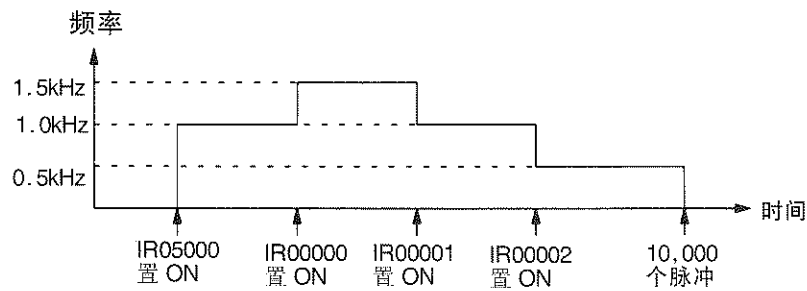 频率
1.5kHz
1.0kHz
0.5kHz
时间
IR05000
置 ON
IR00000
置 ON
IR00001
置 ON
IR00002
置 ON
10,000
个脉冲